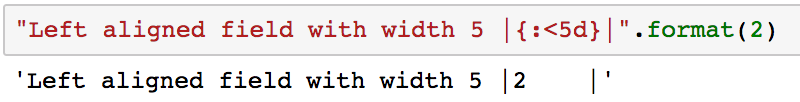 "Left aligned field with width 5 |{:<5d}|".format(2)
'Left aligned field with width 5 |2    |'